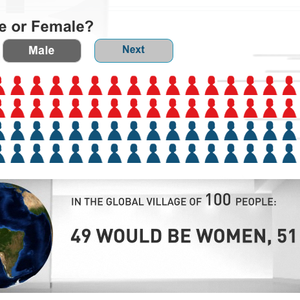 e or Female?
Male
Next
IN THE GLOBAL VILLAGE OF 100 PEOPLE:
49 WOULD BE WOMEN, 51